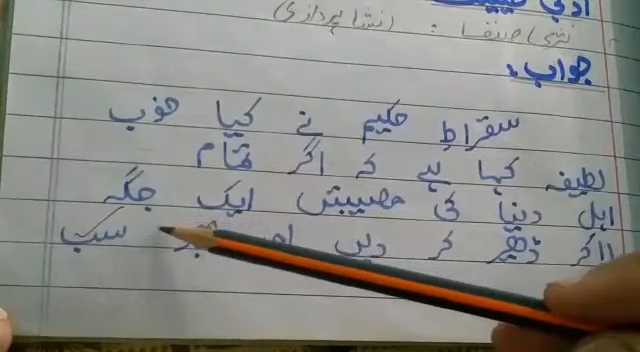 ادبی
نثری صنف : (انشا پردازی)
جواب:
سقراط حکیم نے کیا خوب
لطیفہ کہا ہے کہ اگر تمام
اہل دنیا کی مصیبتیں ایک جگہ
لاکر ڈھیر کر دیں سب